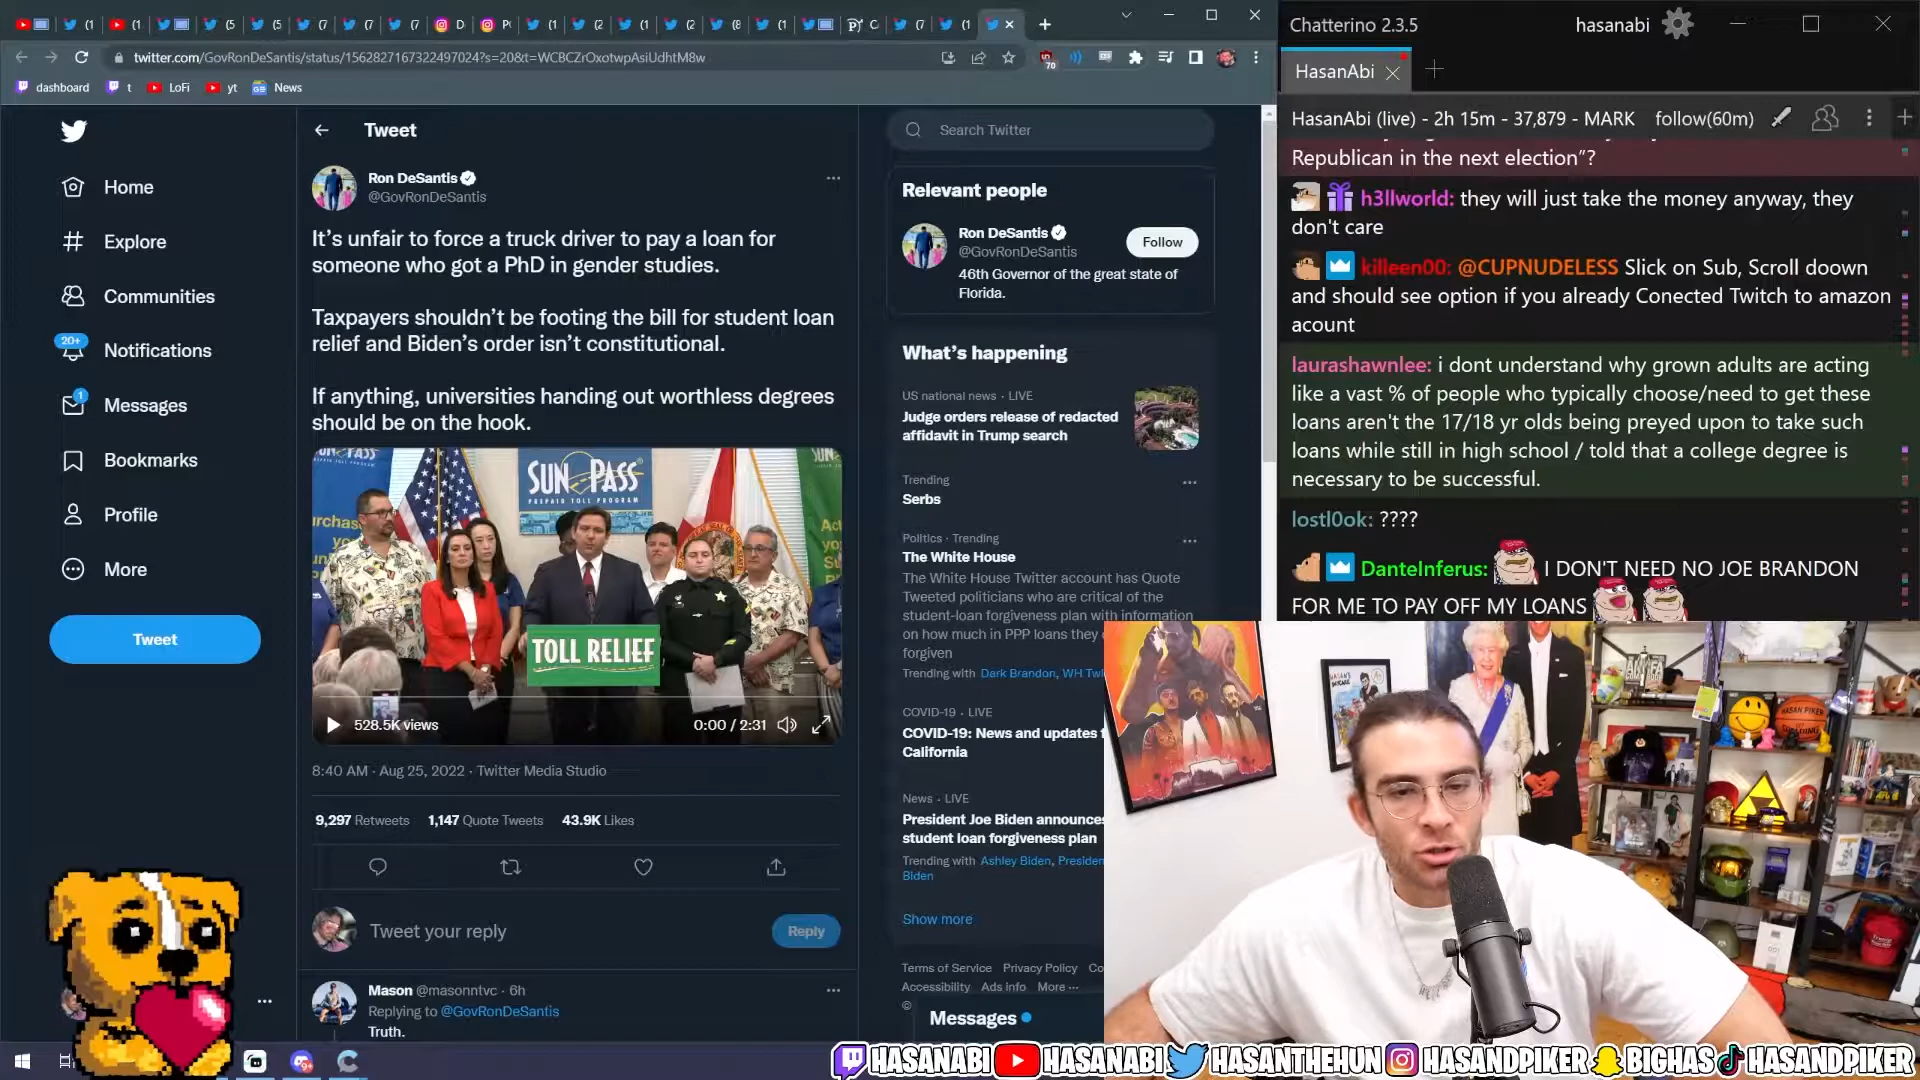 twitter.com/GovRonDeSantis/status/1562827167322497024?s=20&t=WCBCZrOxotwpAsiUdhtM8w
dashboard
t
LoFi
yt
News
Home
Explore
Communities
20+
Notifications
1
Messages
Bookmarks
Profile
More
Tweet
Tweet
Ron DeSantis
@GovRonDeSantis
It's unfair to force a truck driver to pay a loan for
someone who got a PhD in gender studies.
Taxpayers shouldn't be footing the bill for student loan
relief and Biden's order isn't constitutional.
If anything, universities handing out worthless degrees
should be on the hook.
SUN PASS
PREPAID TOLL PROGRAM
TOLL RELIEF
528.5K views
0:00 / 2:31
8:40 AM · Aug 25, 2022 · Twitter Media Studio
9,297 Retweets 1,147 Quote Tweets 43.9K Likes
Tweet your reply
Reply
Mason @masonntvc · 6h
Replying to @GovRonDeSantis
Truth.
Search Twitter
Relevant people
Ron DeSantis
@GovRonDeSantis
Follow
46th Governor of the great state of
Florida.
What's happening
US national news · LIVE
Judge orders release of redacted
affidavit in Trump search
Trending
Serbs
Politics · Trending
The White House
The White House Twitter account has Quote
Tweeted politicians who are critical of the
student-loan forgiveness plan with information
on how much in PPP loans they
forgiven
Trending with Dark Brandon, WH Twi
COVID-19 · LIVE
COVID-19: News and updates f
California
News · LIVE
President Joe Biden announces
student loan forgiveness plan
Trending with Ashley Biden, Presiden
Biden
Show more
Terms of Service Privacy Policy Co
Accessibility Ads info More ···
©
Messages
Chatterino 2.3.5
hasanabi
HasanAbi
HasanAbi (live) - 2h 15m - 37,879 - MARK follow(60m)
Republican in the next election"?
h3llworld: they will just take the money anyway, they
don't care
killeen00: @CUPNUDELESS Slick on Sub, Scroll doown
and should see option if you already Conected Twitch to amazon
acount
laurashawnlee: i dont understand why grown adults are acting
like a vast % of people who typically choose/need to get these
loans aren't the 17/18 yr olds being preyed upon to take such
loans while still in high school / told that a college degree is
necessary to be successful.
lostl0ok: ????
DanteInferus: I DON'T NEED NO JOE BRANDON
FOR ME TO PAY OFF MY LOANS
HASANABI HASANABI HASANTHEHUN HASANDPIKER BIGHAS HASANDPIKER